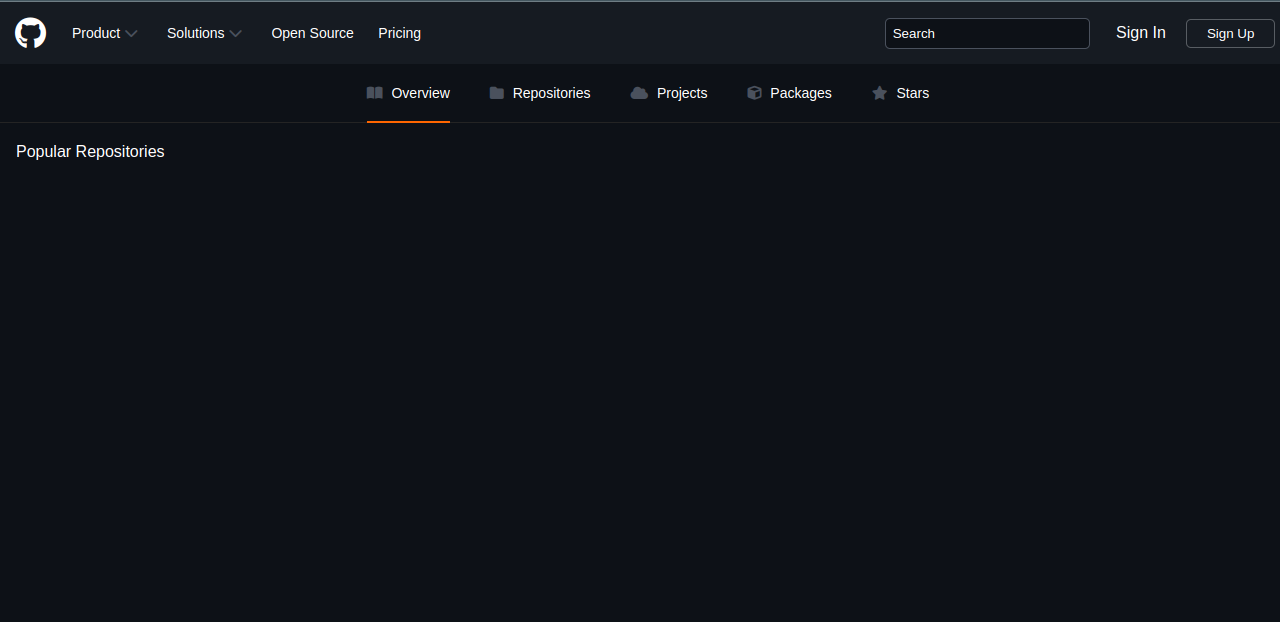 Product Solutions Open Source Pricing Search Sign In Sign Up
Overview Repositories Projects Packages Stars
Popular Repositories